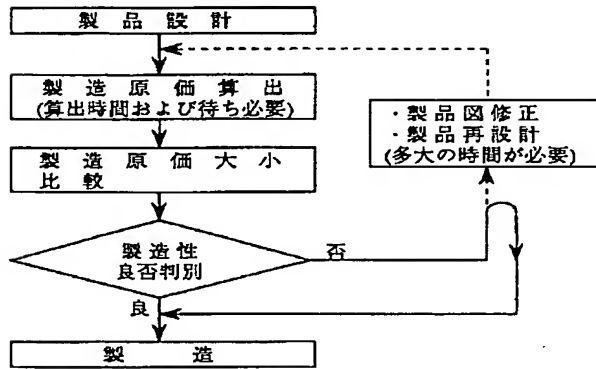 製品設計
製造原価算出
(算出時間および待ち必要)
製造原価大小
比較
製造性
良否判別
否
良
製造
・製品図修正
・製品再設計
(多大の時間が必要)